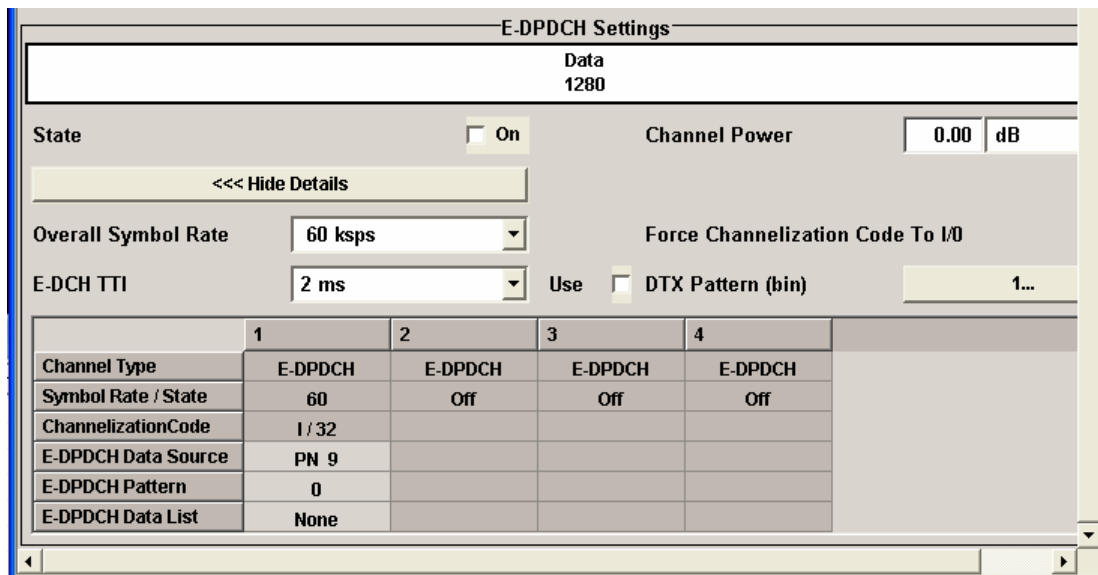 E-DPDCH Settings
Data
1280
State On Channel Power 0.00 dB
<<< Hide Details
Overall Symbol Rate 60 ksps Force Channelization Code To I/0
E-DCH TTI 2 ms Use DTX Pattern (bin) 1...
1 2 3 4
Channel Type E-DPDCH E-DPDCH E-DPDCH E-DPDCH
Symbol Rate / State 60 Off Off Off
ChannelizationCode I / 32
E-DPDCH Data Source PN 9
E-DPDCH Pattern 0
E-DPDCH Data List None